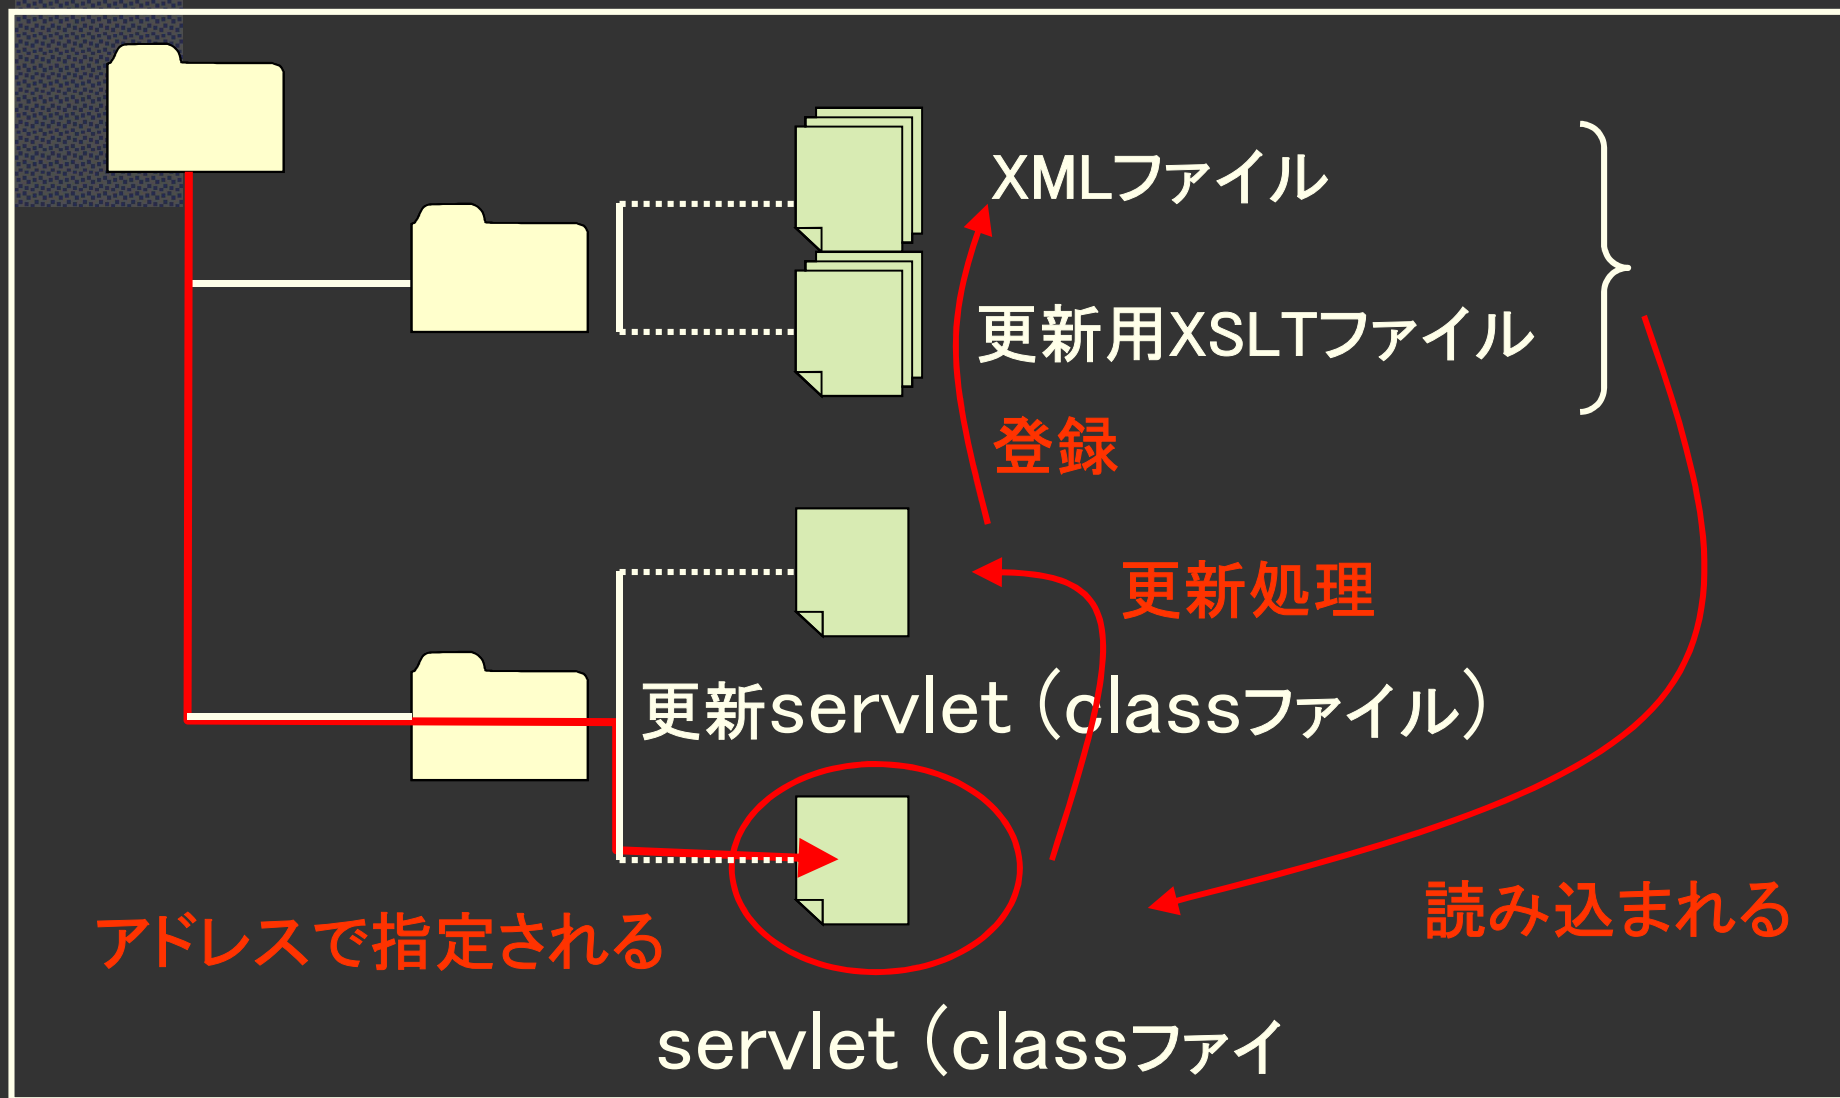 XMLファイル
更新用XSLTファイル
登録
更新処理
更新servlet（classファイル）
アドレスで指定される
読み込まれる
servlet（classファイ